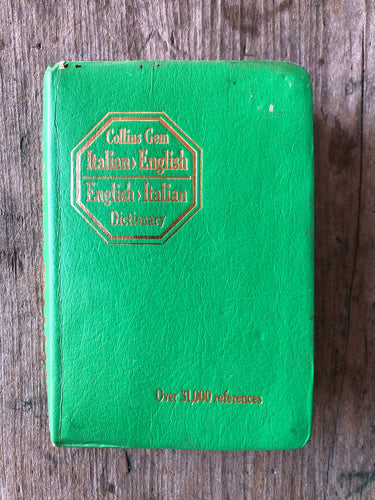 Collins Gem
Italian›English
English›Italian
Dictionary
Over 31,000 references